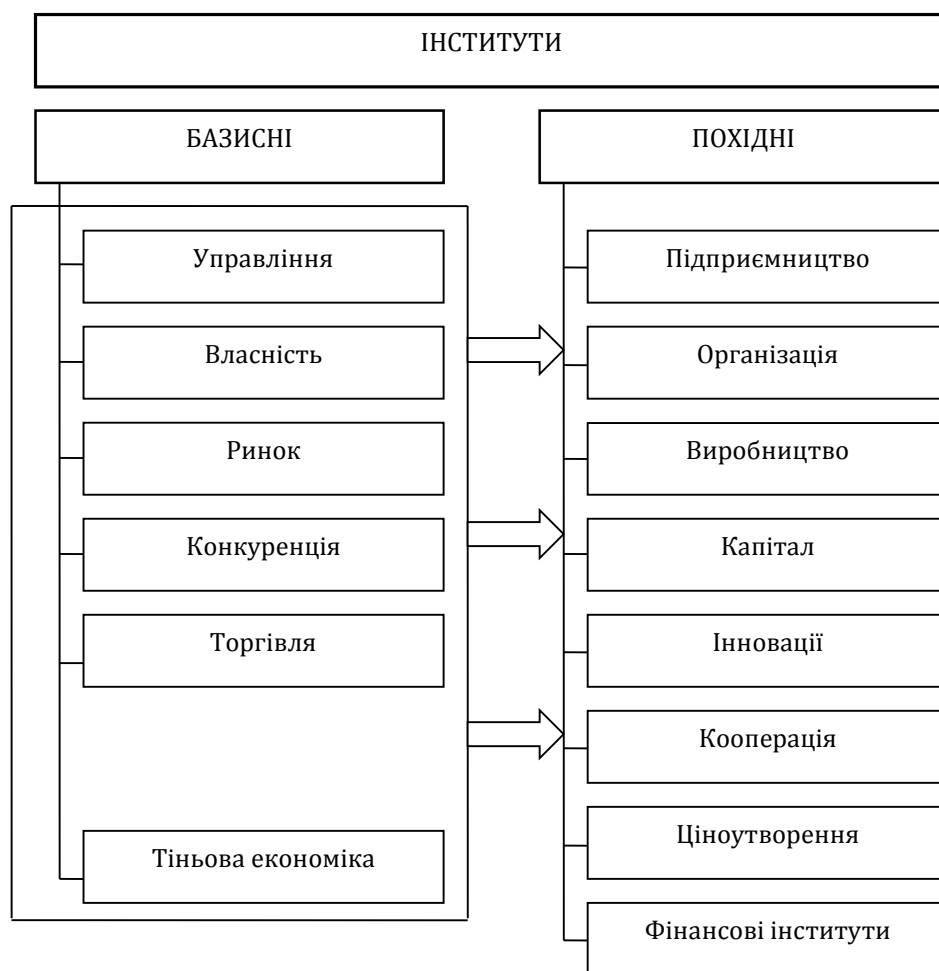 ІНСТИТУТИ
БАЗИСНІ
Управління
Власність
Ринок
Конкуренція
Торгівля
Тіньова економіка
ПОХІДНІ
Підприємництво
Організація
Виробництво
Капітал
Інновації
Кооперація
Ціноутворення
Фінансові інститути